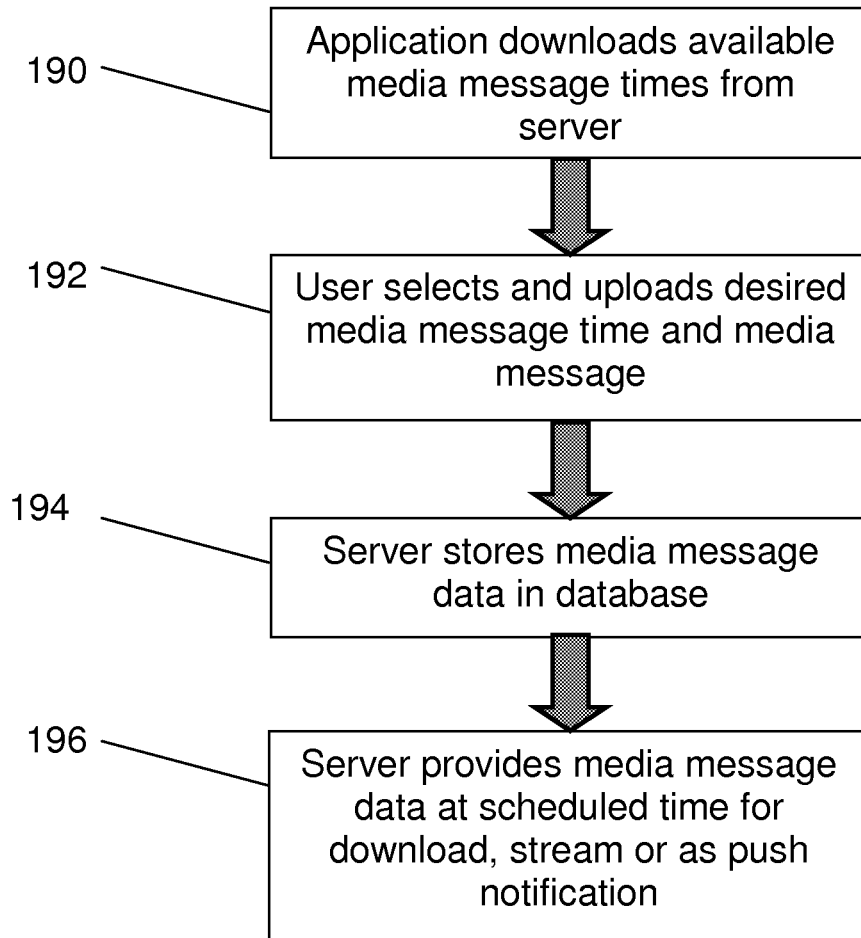 190
Application downloads available
media message times from
server
192
User selects and uploads desired
media message time and media
message
194
Server stores media message
data in database
196
Server provides media message
data at scheduled time for
download, stream or as push
notification